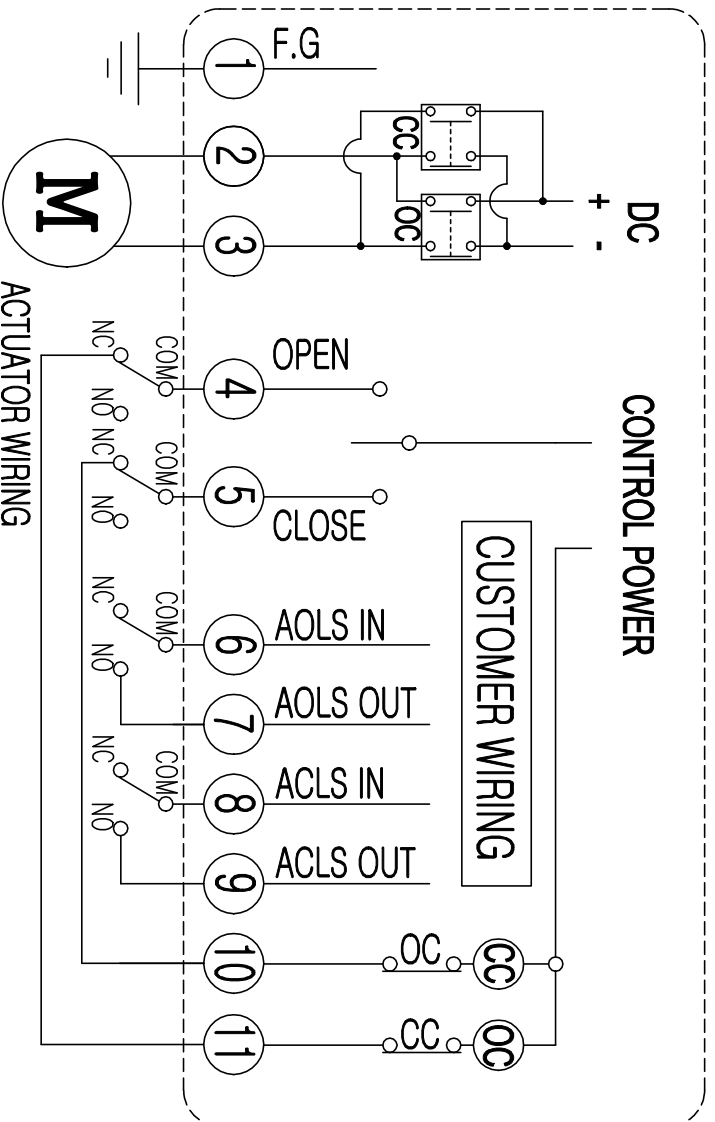 F.G
1
2
3
M
CC
OC
+
-
DC
OPEN
4
COM
NC
NO
CLOSE
5
COM
NC
NO
CONTROL POWER
CUSTOMER WIRING
AOLS IN
6
COM
NC
NO
AOLS OUT
7
ACLS IN
8
COM
NC
NO
ACLS OUT
9
10
OC
CC
11
CC
OC
ACTUATOR WIRING